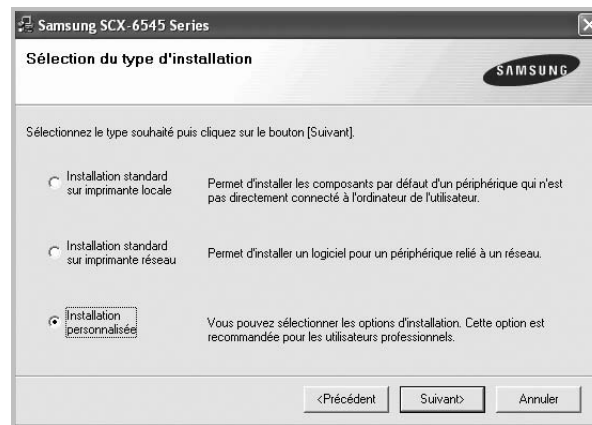 Samsung SCX-6545 Series
Sélection du type d'installation
SAMSUNG
Sélectionnez le type souhaité puis cliquez sur le bouton [Suivant].
Installation standard
sur imprimante locale
Permet d'installer les composants par défaut d'un périphérique qui n'est
pas directement connecté à l'ordinateur de l'utilisateur.
Installation standard
sur imprimante réseau
Permet d'installer un logiciel pour un périphérique relié à un réseau.
Installation
personnalisée
Vous pouvez sélectionner les options d'installation. Cette option est
recommandée pour les utilisateurs professionnels.
<Précédent
Suivant>
Annuler